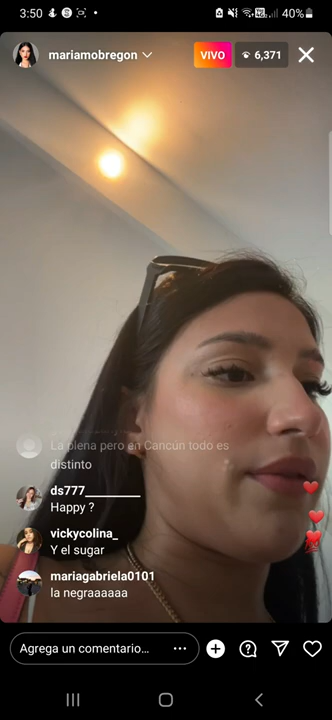 3:50
40%
mariamobregon
VIVO
6,371
La plena pero en Cancún todo es
distinto
ds777__________
Happy ?
vickycolina_
Y el sugar
mariagabriela0101
la negraaaaaa
Agrega un comentario...